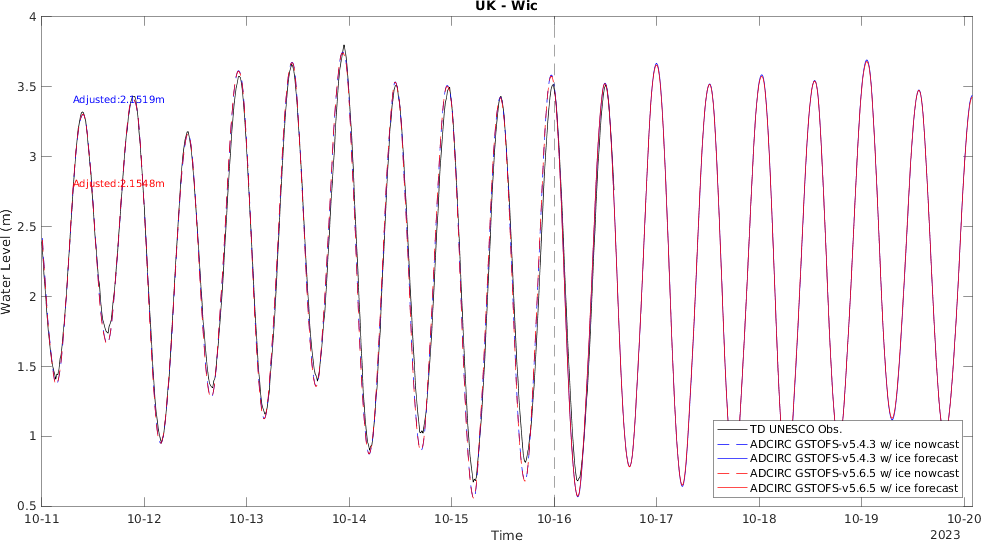 UK - Wic
4
3.5
3
2.5
2
1.5
1
0.5
Water Level (m)
Adjusted:2.1519m
Adjusted:2.1548m
TD UNESCO Obs.
ADCIRC GSTOFS-v5.4.3 w/ ice nowcast
ADCIRC GSTOFS-v5.4.3 w/ ice forecast
ADCIRC GSTOFS-v5.6.5 w/ ice nowcast
ADCIRC GSTOFS-v5.6.5 w/ ice forecast
10-11 10-12 10-13 10-14 10-15 10-16 10-17 10-18 10-19 10-20
Time
2023